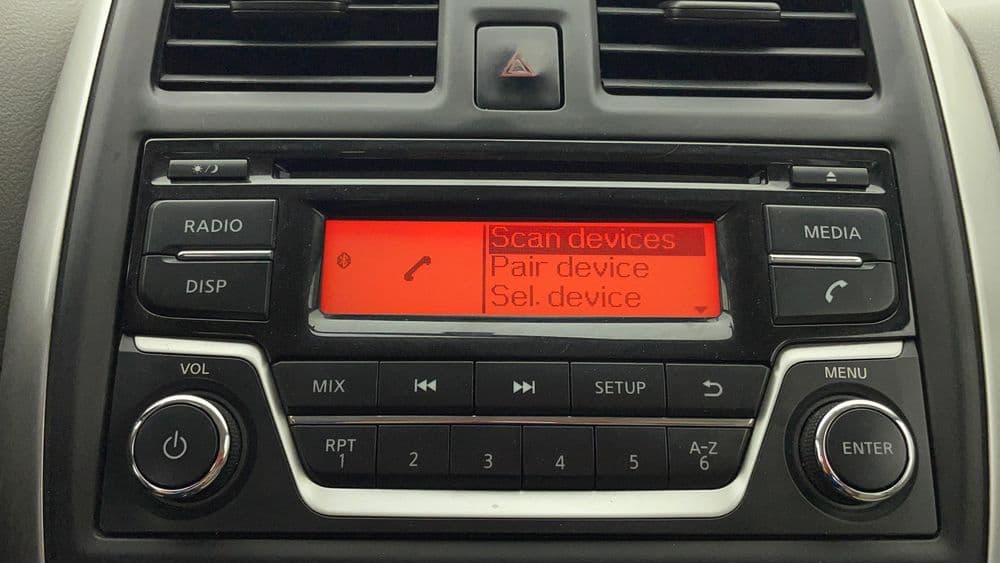 RADIO
DISP
Scan devices
Pair device
Sel. device
MEDIA
VOL
MIX
SETUP
MENU
RPT
1
2
3
4
5
A-Z
6
ENTER